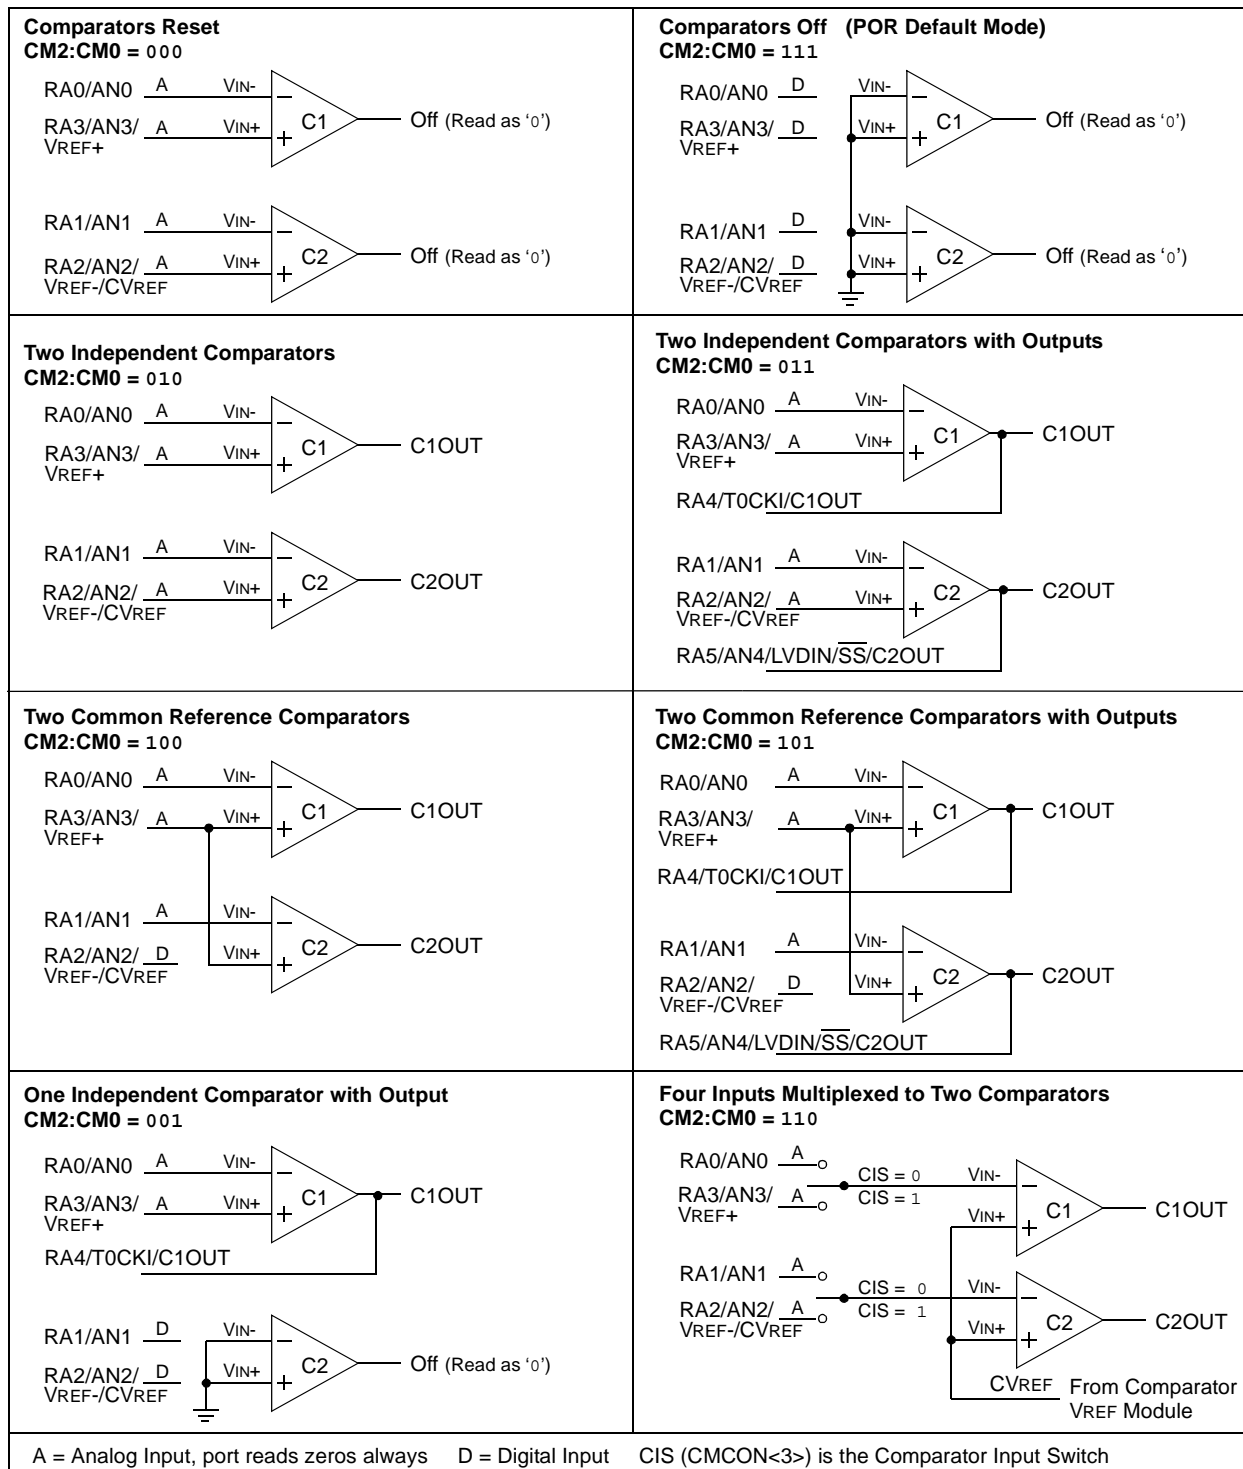 Comparators Reset
CM2:CM0 = 000
RA0/AN0 A VIN-
RA3/AN3/ A VIN+
VREF+
C1
Off (Read as ‘0’)
RA1/AN1 A VIN-
RA2/AN2/ A VIN+
VREF-/CVREF
C2
Off (Read as ‘0’)
Comparators Off (POR Default Mode)
CM2:CM0 = 111
RA0/AN0 D VIN-
RA3/AN3/ D VIN+
VREF+
C1
Off (Read as ‘0’)
RA1/AN1 D VIN-
RA2/AN2/ D VIN+
VREF-/CVREF
C2
Off (Read as ‘0’)
Two Independent Comparators
CM2:CM0 = 010
RA0/AN0 A VIN-
RA3/AN3/ A VIN+
VREF+
C1
C1OUT
RA1/AN1 A VIN-
RA2/AN2/ A VIN+
VREF-/CVREF
C2
C2OUT
Two Independent Comparators with Outputs
CM2:CM0 = 011
RA0/AN0 A VIN-
RA3/AN3/ A VIN+
VREF+
C1
C1OUT
RA4/T0CKI/C1OUT
RA1/AN1 A VIN-
RA2/AN2/ A VIN+
VREF-/CVREF
C2
C2OUT
RA5/AN4/LVDIN/S̅S̅/C2OUT
Two Common Reference Comparators
CM2:CM0 = 100
RA0/AN0 A VIN-
RA3/AN3/ A VIN+
VREF+
C1
C1OUT
RA1/AN1 A VIN-
RA2/AN2/ D VIN+
VREF-/CVREF
C2
C2OUT
Two Common Reference Comparators with Outputs
CM2:CM0 = 101
RA0/AN0 A VIN-
RA3/AN3/ A VIN+
VREF+
C1
C1OUT
RA4/T0CKI/C1OUT
RA1/AN1 A VIN-
RA2/AN2/ D VIN+
VREF-/CVREF
C2
C2OUT
RA5/AN4/LVDIN/S̅S̅/C2OUT
One Independent Comparator with Output
CM2:CM0 = 001
RA0/AN0 A VIN-
RA3/AN3/ A VIN+
VREF+
C1
C1OUT
RA4/T0CKI/C1OUT
RA1/AN1 D VIN-
RA2/AN2/ D VIN+
VREF-/CVREF
C2
Off (Read as ‘0’)
Four Inputs Multiplexed to Two Comparators
CM2:CM0 = 110
RA0/AN0 A
CIS = 0 VIN-
RA3/AN3/ A CIS = 1
VREF+
VIN+
C1
C1OUT
RA1/AN1 A
CIS = 0 VIN-
RA2/AN2/ A CIS = 1
VREF-/CVREF
VIN+
C2
C2OUT
CVREF From Comparator
VREF Module
A = Analog Input, port reads zeros always D = Digital Input CIS (CMCON<3>) is the Comparator Input Switch